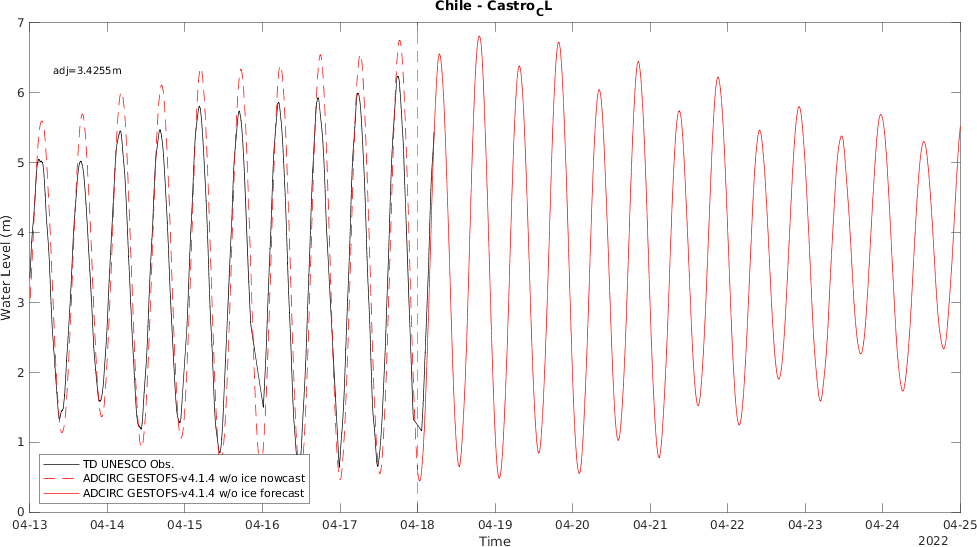 Chile - Castro_CL
7
adj=3.4255m
6
5
4
3
2
1
0
Water Level (m)
TD UNESCO Obs.
ADCIRC GESTOFS-v4.1.4 w/o ice nowcast
ADCIRC GESTOFS-v4.1.4 w/o ice forecast
04-13 04-14 04-15 04-16 04-17 04-18 04-19 04-20 04-21 04-22 04-23 04-24 04-25
Time
2022